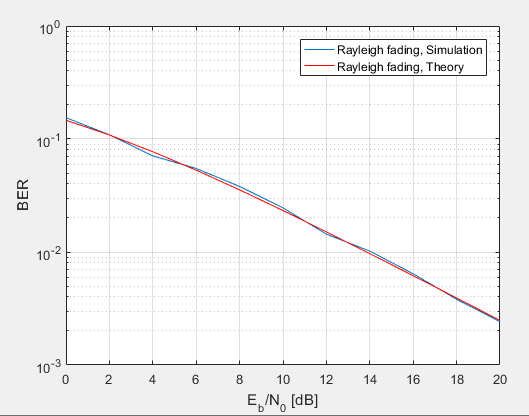 10^0
10^-1
10^-2
10^-3
BER
Rayleigh fading, Simulation
Rayleigh fading, Theory
0 2 4 6 8 10 12 14 16 18 20
E_b/N_0 [dB]